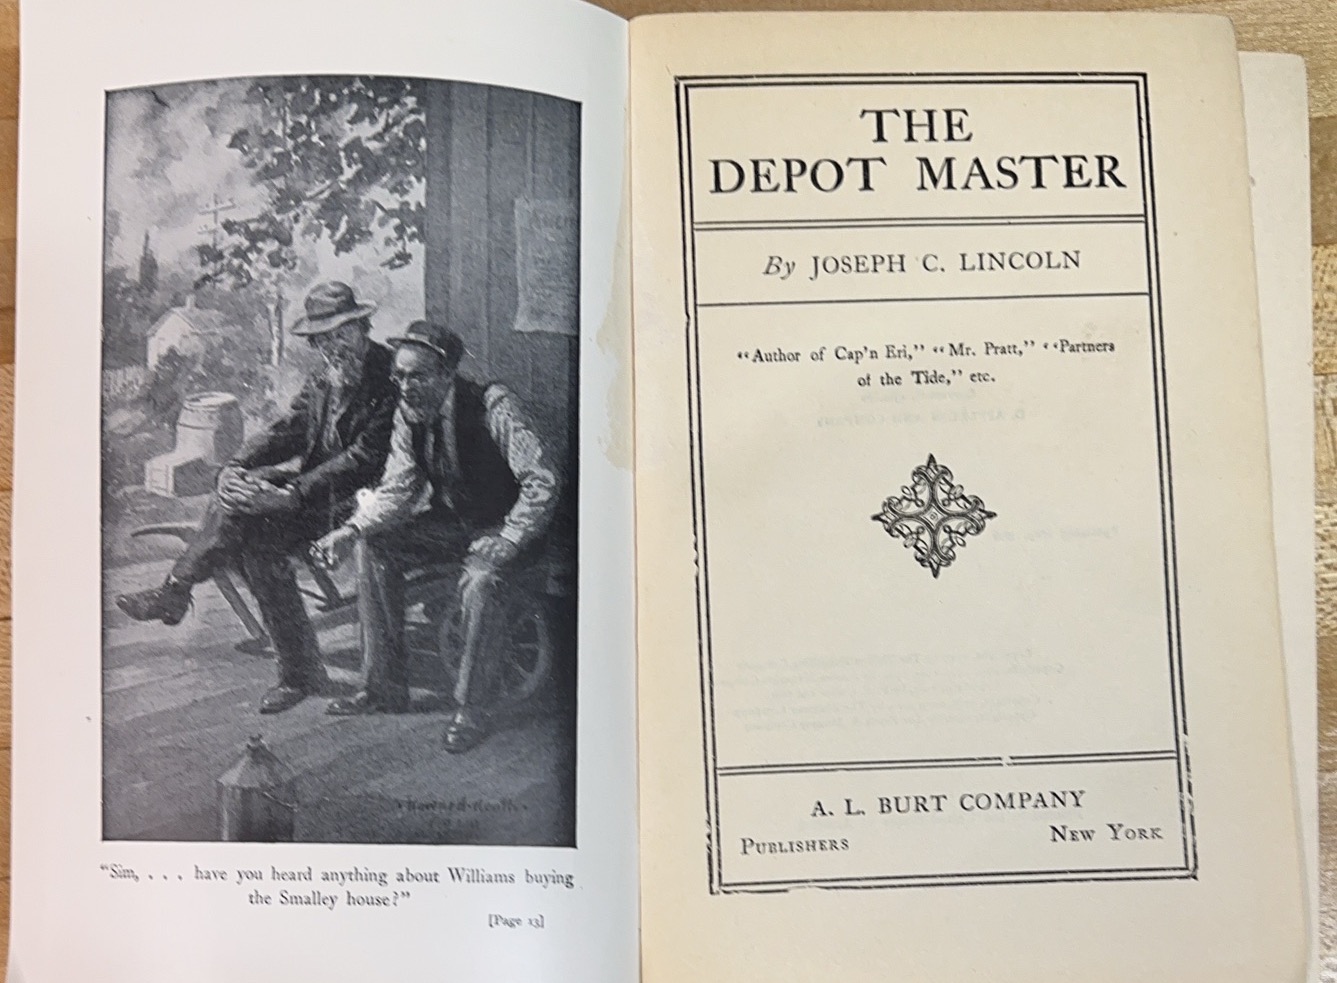 "Sim, . . . have you heard anything about Williams buying
the Smalley house?"
[Page 13]
THE
DEPOT MASTER
By JOSEPH C. LINCOLN
"Author of Cap'n Eri," "Mr. Pratt," "Partners
of the Tide," etc.
A. L. BURT COMPANY
PUBLISHERS NEW YORK